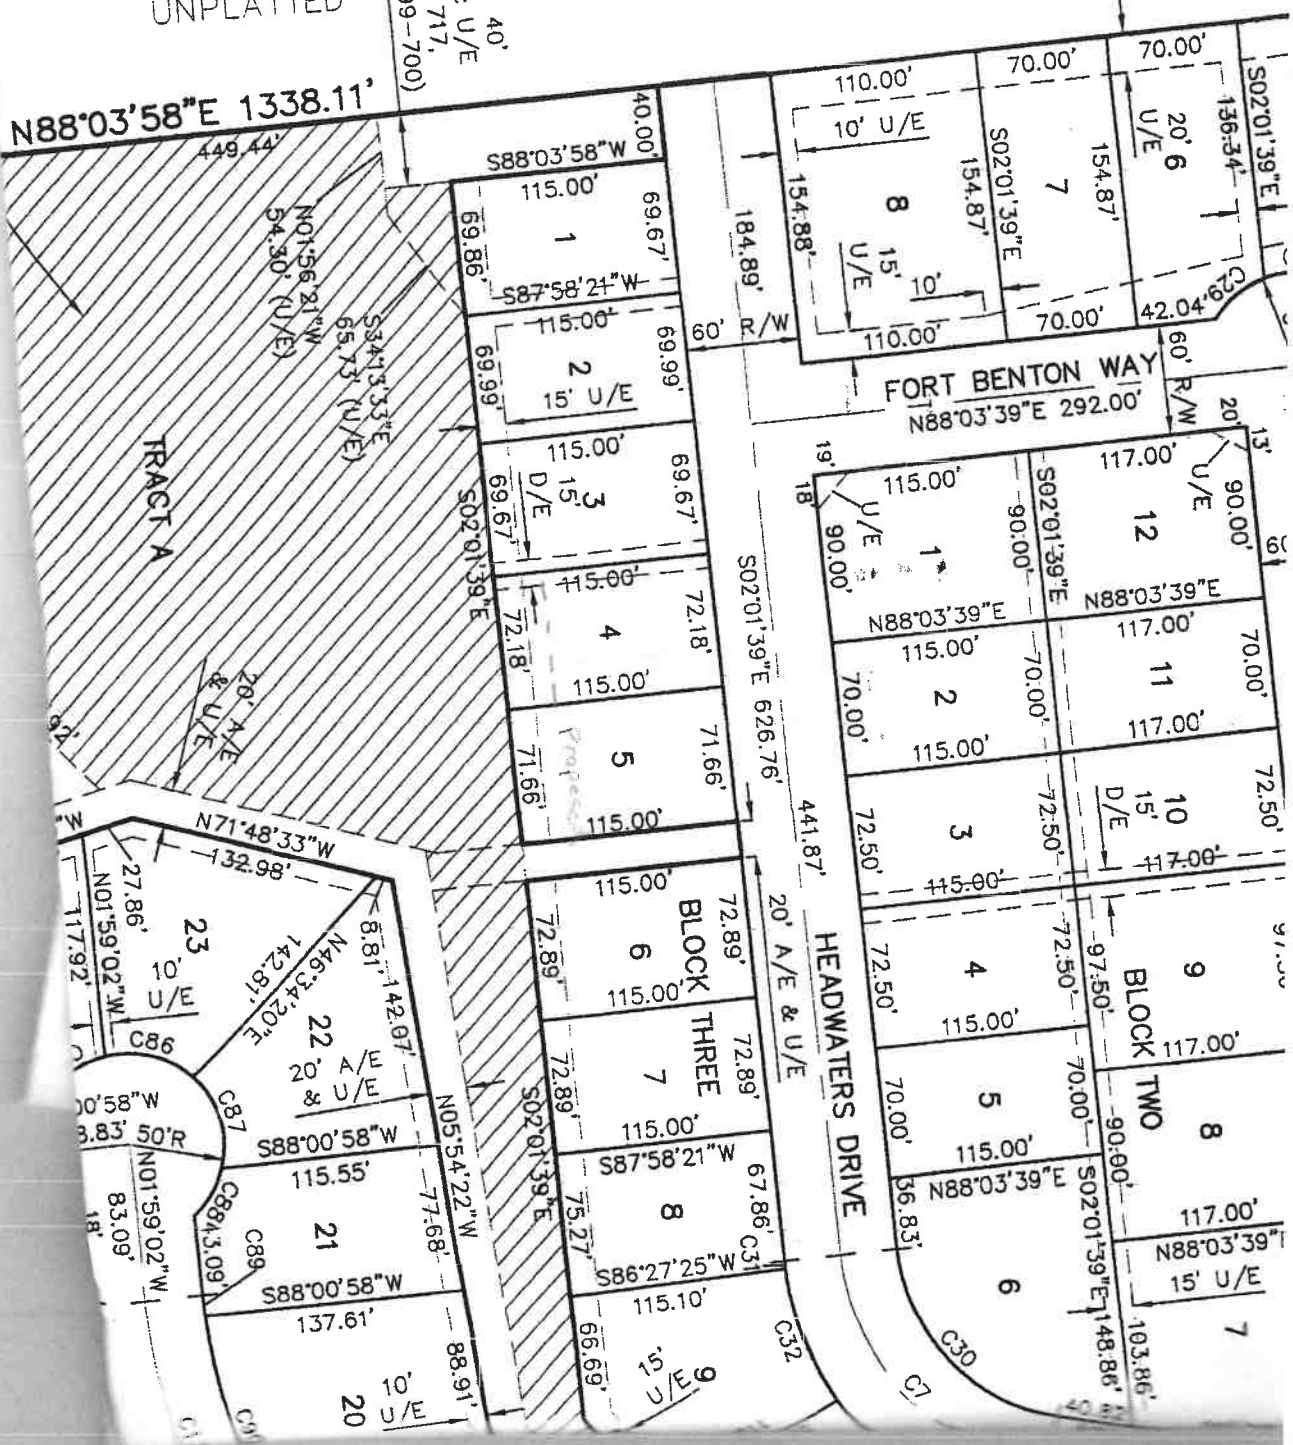 UNPLATTED
40'
U/E
717,
99-700)
N88°03'58"E 1338.11'
449.44'
N01°56'21"W
54.30' (U/E)
S34°13'33"E
65.73' (U/E)
TRACT A
20' A/E
& U/E
92'
40.00'
S88°03'58"W
115.00'
69.86'
1
69.67'
S87°58'21"W
115.00'
69.99'
2
69.99'
15' U/E
115.00'
69.67'
15'
D/E
3
69.67'
S02°01'39"E
115.00'
72.18'
4
72.18'
115.00'
71.66'
5
71.66'
115.00'
184.89'
60' R/W
110.00'
10' U/E
154.88'
8
15'
U/E
10'
154.87'
S02°01'39"E
110.00'
70.00'
7
154.87'
70.00'
70.00'
20'
U/E
6
136.34'
S02°01'39"E
42.04'
C29
FORT BENTON WAY
N88°03'39"E 292.00'
60' R/W
20'
13'
19'
18'
U/E
115.00'
90.00'
1
90.00'
S02°01'39"E
117.00'
U/E
90.00'
12
N88°03'39"E
N88°03'39"E
115.00'
70.00'
2
70.00'
115.00'
117.00'
11
70.00'
117.00'
S02°01'39"E 626.76'
441.87'
72.50'
3
72.50'
115.00'
10
15'
D/E
72.50'
117.00'
72.50'
4
72.50'
115.00'
97.50'
9
BLOCK TWO
117.00'
70.00'
5
70.00'
115.00'
N88°03'39"E
90.00'
8
117.00'
N88°03'39"
15' U/E
36.83'
6
S02°01'39"E
148.86'
103.86'
7
C30
C7
HEADWATERS DRIVE
20' A/E & U/E
115.00'
72.89'
6
72.89'
BLOCK THREE
115.00'
72.89'
7
72.89'
115.00'
S87°58'21"W
S02°01'39"E
75.27'
8
67.86'
C31
S86°27'25"W
115.10'
66.69'
15'
U/E
9
C32
N71°48'33"W
132.98'
"W
27.86'
N01°59'02"W
117.92'
23
10'
U/E
N46°34'20"E
142.81'
8.81'
142.07'
22
20' A/E
& U/E
C86
C87
50'R
S88°00'58"W
115.55'
N05°54'22"W
77.68'
21
C88
43.09'
C89
N01°59'02"W
83.09'
18'
S88°00'58"W
137.61'
88.91'
20
10'
U/E